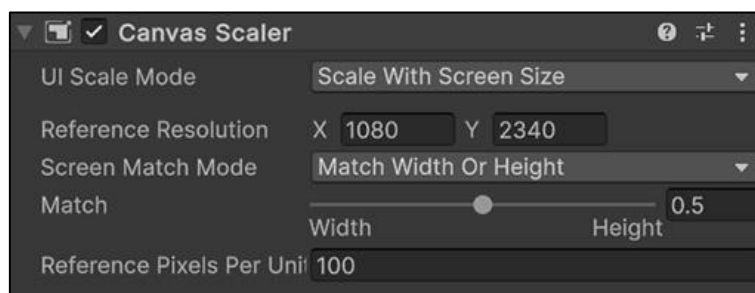 Canvas Scaler
UI Scale Mode Scale With Screen Size
Reference Resolution X 1080 Y 2340
Screen Match Mode Match Width Or Height
Match 0.5
Width Height
Reference Pixels Per Uni 100